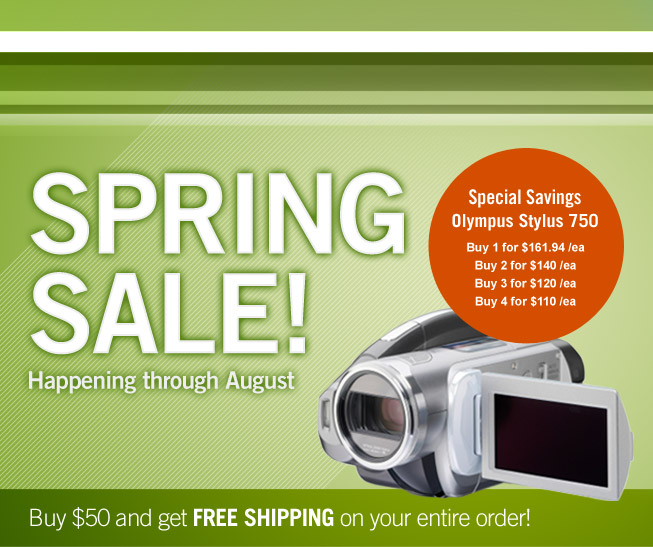 SPRING
SALE!
Happening through August
Special Savings
Olympus Stylus 750
Buy 1 for $161.94 /ea
Buy 2 for $140 /ea
Buy 3 for $120 /ea
Buy 4 for $110 /ea
Buy $50 and get FREE SHIPPING on your entire order!